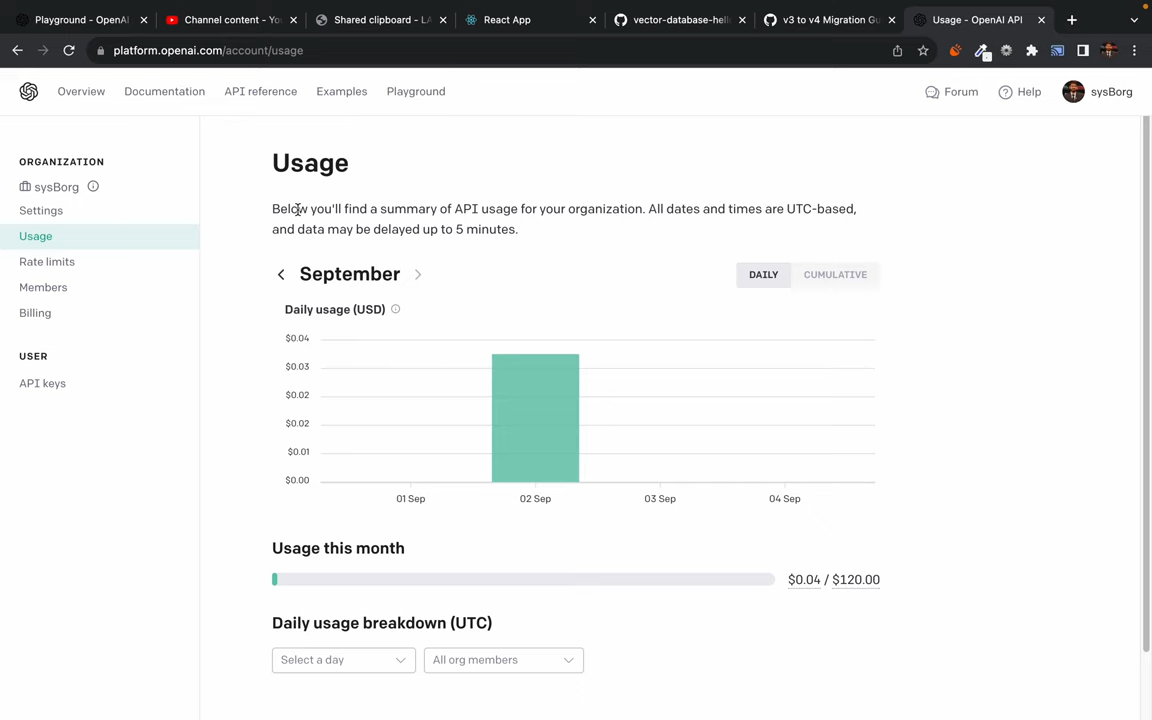 Playground - OpenAI
Channel content - Yo
Shared clipboard - LA
React App
vector-database-hell
v3 to v4 Migration Gu
Usage - OpenAI API
platform.openai.com/account/usage
Overview
Documentation
API reference
Examples
Playground
Forum
Help
sysBorg
ORGANIZATION
sysBorg
Settings
Usage
Rate limits
Members
Billing
USER
API keys
Usage
Below you'll find a summary of API usage for your organization. All dates and times are UTC-based,
and data may be delayed up to 5 minutes.
September
DAILY
CUMULATIVE
Daily usage (USD)
$0.04
$0.03
$0.02
$0.02
$0.01
$0.00
01 Sep
02 Sep
03 Sep
04 Sep
Usage this month
$0.04 / $120.00
Daily usage breakdown (UTC)
Select a day
All org members